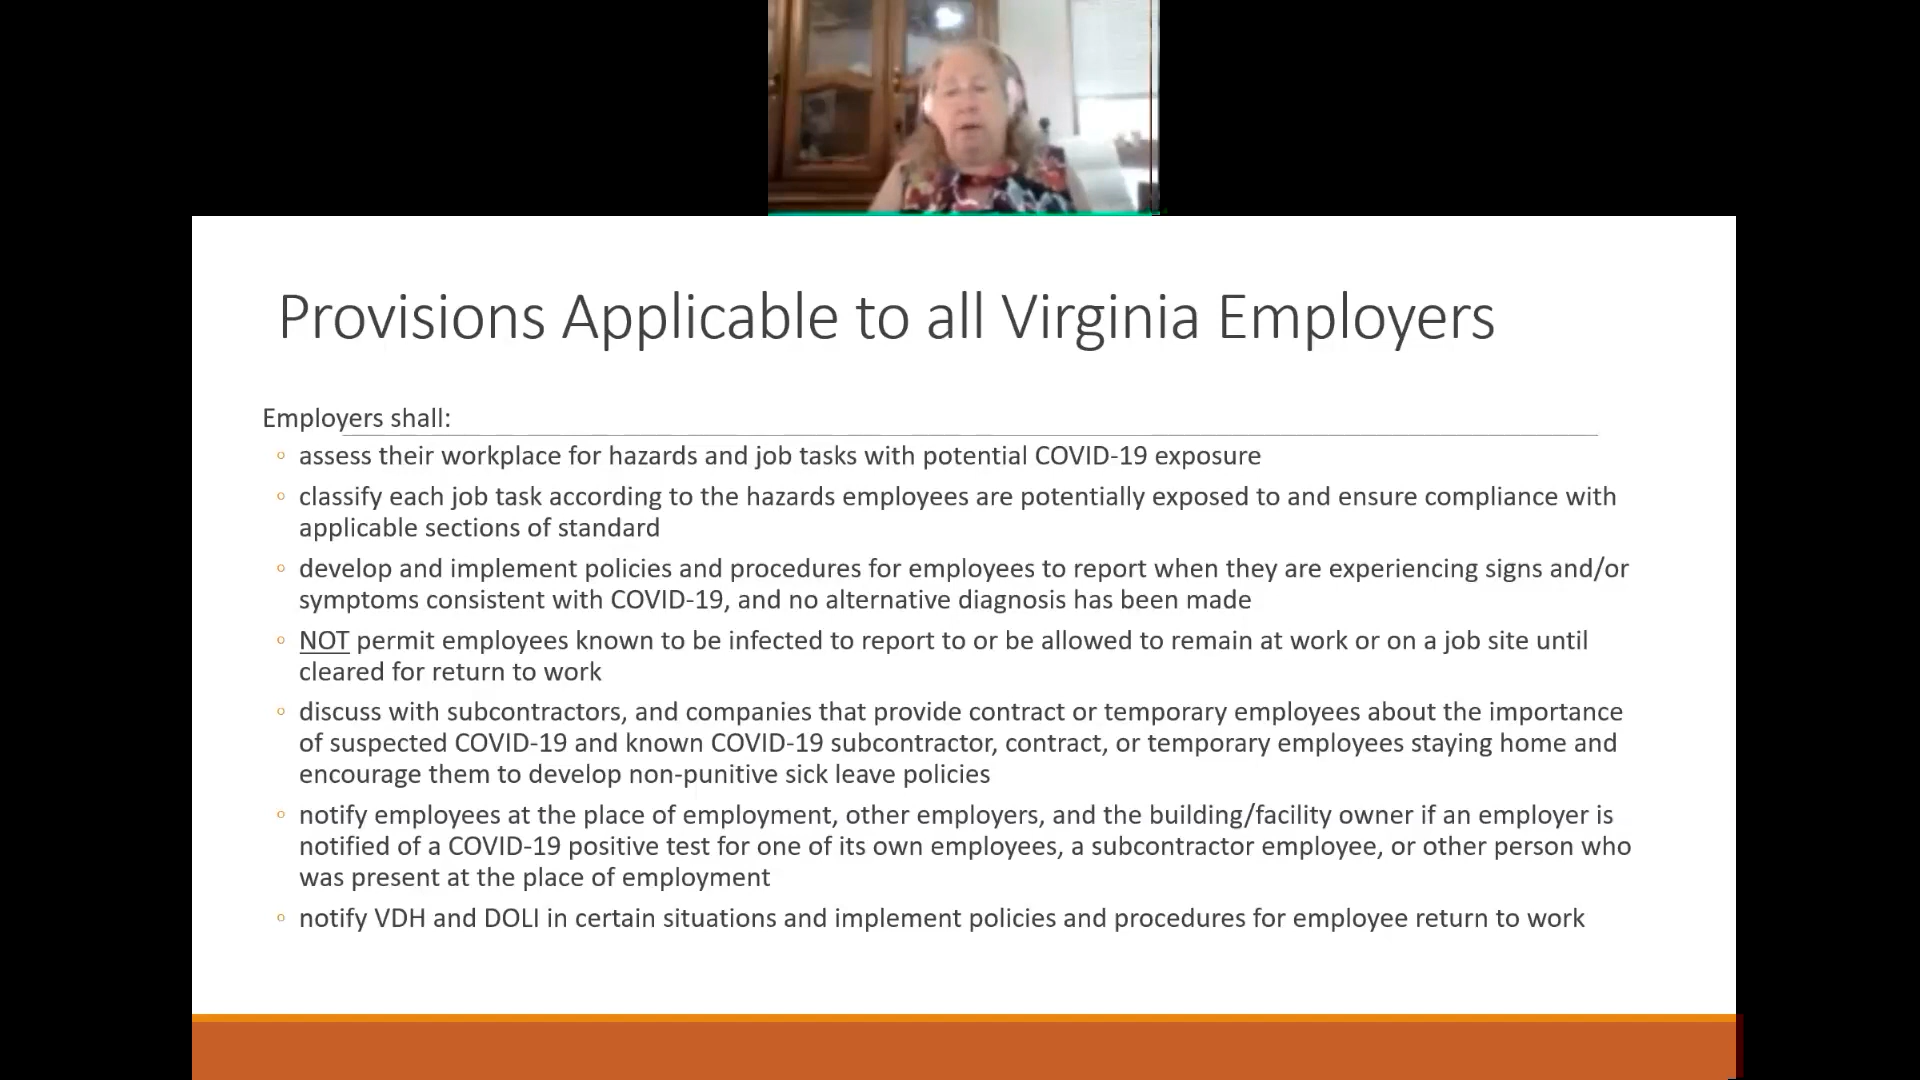 Provisions Applicable to all Virginia Employers
Employers shall:
◦ assess their workplace for hazards and job tasks with potential COVID-19 exposure
◦ classify each job task according to the hazards employees are potentially exposed to and ensure compliance with
applicable sections of standard
◦ develop and implement policies and procedures for employees to report when they are experiencing signs and/or
symptoms consistent with COVID-19, and no alternative diagnosis has been made
◦ NOT permit employees known to be infected to report to or be allowed to remain at work or on a job site until
cleared for return to work
◦ discuss with subcontractors, and companies that provide contract or temporary employees about the importance
of suspected COVID-19 and known COVID-19 subcontractor, contract, or temporary employees staying home and
encourage them to develop non-punitive sick leave policies
◦ notify employees at the place of employment, other employers, and the building/facility owner if an employer is
notified of a COVID-19 positive test for one of its own employees, a subcontractor employee, or other person who
was present at the place of employment
◦ notify VDH and DOLI in certain situations and implement policies and procedures for employee return to work